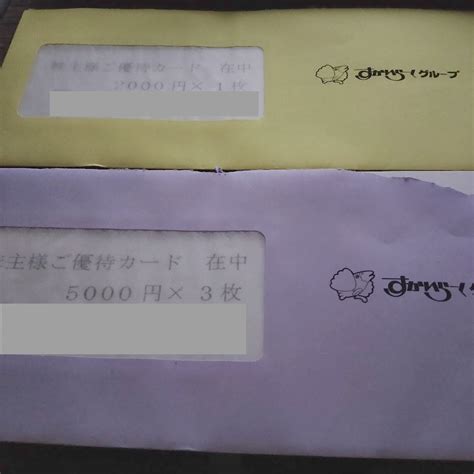 株主様ご優待カード 在中
2000円×1枚
すかいらーくグループ
主様ご優待カード 在中
5000円×3枚
すかいらーく